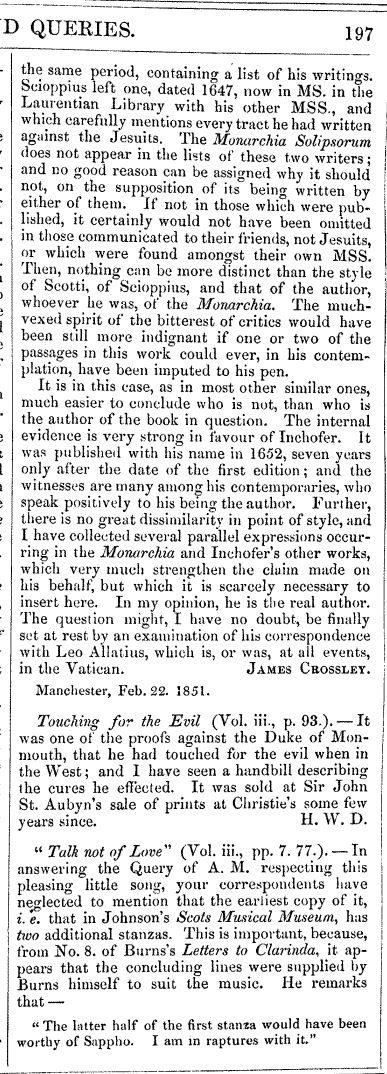 D QUERIES. 197
the same period, containing a list of his writings.
Scioppius left one, dated 1647, now in MS. in the
Laurentian Library with his other MSS., and
which carefully mentions every tract he had written
against the Jesuits. The Monarchia Solipsorum
does not appear in the lists of these two writers;
and no good reason can be assigned why it should
not, on the supposition of its being written by
either of them. If not in those which were pub-
lished, it certainly would not have been omitted
in those communicated to their friends, not Jesuits,
or which were found amongst their own MSS.
Then, nothing can be more distinct than the style
of Scotti, of Scioppius, and that of the author,
whoever he was, of the Monarchia. The much-
vexed spirit of the bitterest of critics would have
been still more indignant if one or two of the
passages in this work could ever, in his contem-
plation, have been imputed to his pen.
It is in this case, as in most other similar ones,
much easier to conclude who is not, than who is
the author of the book in question. The internal
evidence is very strong in favour of Inchofer. It
was published with his name in 1652, seven years
only after the date of the first edition; and the
witnesses are many among his contemporaries, who
speak positively to his being the author. Further,
there is no great dissimilarity in point of style, and
I have collected several parallel expressions occur-
ring in the Monarchia and Inchofer's other works,
which very much strengthen the claim made on
his behalf, but which it is scarcely necessary to
insert here. In my opinion, he is the real author.
The question might, I have no doubt, be finally
set at rest by an examination of his correspondence
with Leo Allatius, which is, or was, at all events,
in the Vatican. JAMES CROSSLEY.
Manchester, Feb. 22. 1851.
Touching for the Evil (Vol. iii., p. 93.). — It
was one of the proofs against the Duke of Mon-
mouth, that he had touched for the evil when in
the West; and I have seen a handbill describing
the cures he effected. It was sold at Sir John
St. Aubyn's sale of prints at Christie's some few
years since. H. W. D.
"Talk not of Love" (Vol. iii., pp. 7. 77.). — In
answering the Query of A. M. respecting this
pleasing little song, your correspondents have
neglected to mention that the earliest copy of it,
i. e. that in Johnson's Scots Musical Museum, has
two additional stanzas. This is important, because,
from No. 8. of Burns's Letters to Clarinda, it ap-
pears that the concluding lines were supplied by
Burns himself to suit the music. He remarks
that —
"The latter half of the first stanza would have been
worthy of Sappho. I am in raptures with it."